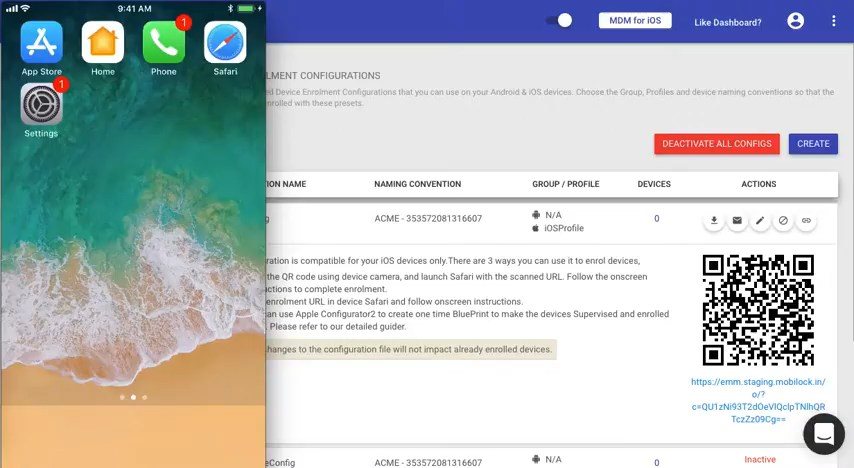 9:41 AM
App Store
Home
1
Phone
Safari
1
Settings
MDM for iOS
Like Dashboard?
LMENT CONFIGURATIONS
ed Device Enrolment Configurations that you can use on your Android & iOS devices. Choose the Group, Profiles and device naming conventions so that the
enrolled with these presets.
DEACTIVATE ALL CONFIGS
CREATE
TION NAME
NAMING CONVENTION
GROUP / PROFILE
DEVICES
ACTIONS
g
ACME - 353572081316607
N/A
iOSProfile
0
ration is compatible for your iOS devices only.There are 3 ways you can use it to enrol devices,
the QR code using device camera, and launch Safari with the scanned URL. Follow the onscreen
uctions to complete enrolment.
enrolment URL in device Safari and follow onscreen instructions.
can use Apple Configurator2 to create one time BluePrint to make the devices Supervised and enrolled
. Please refer to our detailed guider.
changes to the configuration file will not impact already enrolled devices.
https://emm.staging.mobilock.in/
o/?
c=QU1zNi93T2dOeVlQclpTNlhQR
TczZz09Cg==
eConfig
ACME - 353572081316607
N/A
0
Inactive